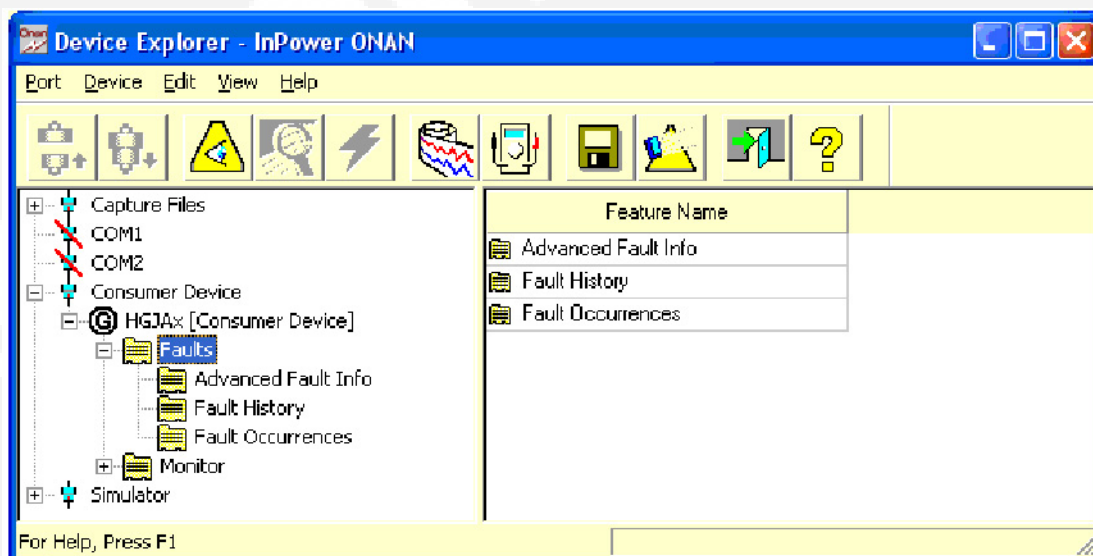 Onan
Device Explorer - InPower ONAN
Port Device Edit View Help
Capture Files
COM1
COM2
Consumer Device
G HGJAx [Consumer Device]
Faults
Advanced Fault Info
Fault History
Fault Occurrences
Monitor
Simulator
Feature Name
Advanced Fault Info
Fault History
Fault Occurrences
For Help, Press F1